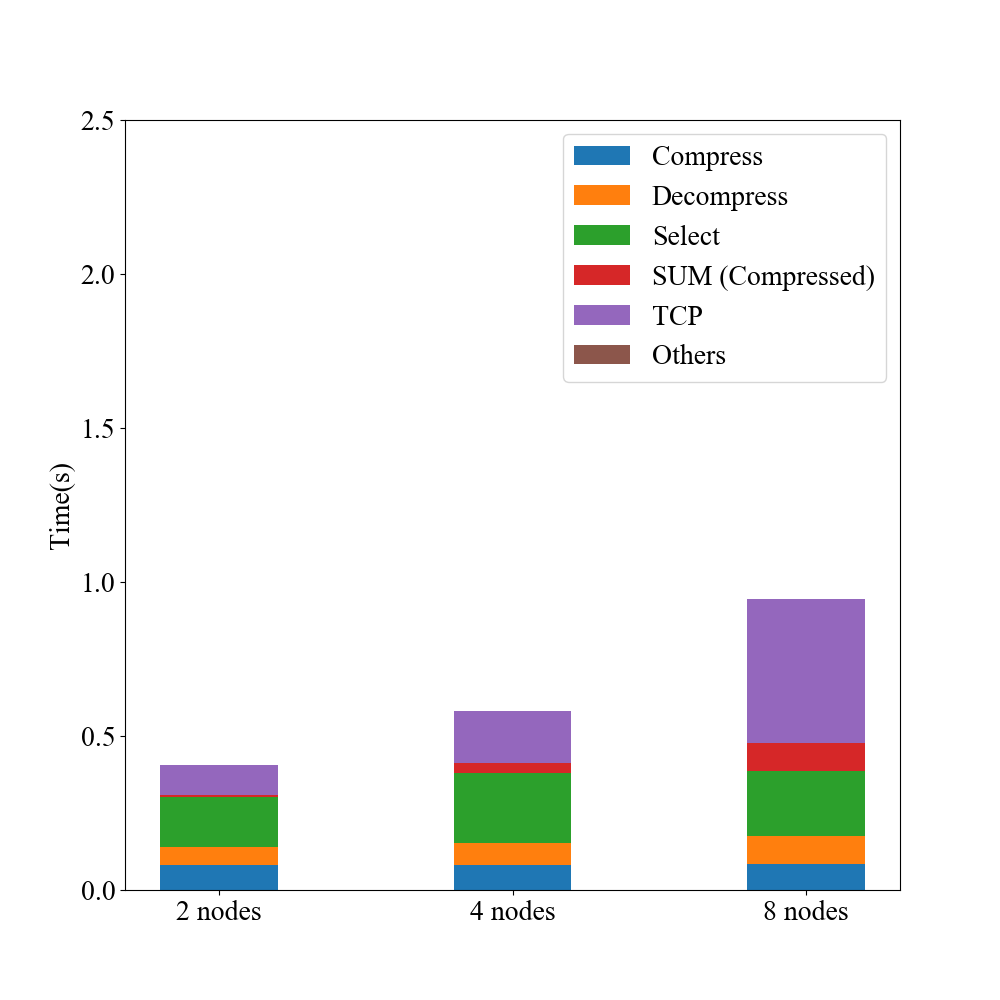 2.5
2.0
1.5
1.0
0.5
0.0
Time(s)
Compress
Decompress
Select
SUM (Compressed)
TCP
Others
2 nodes
4 nodes
8 nodes